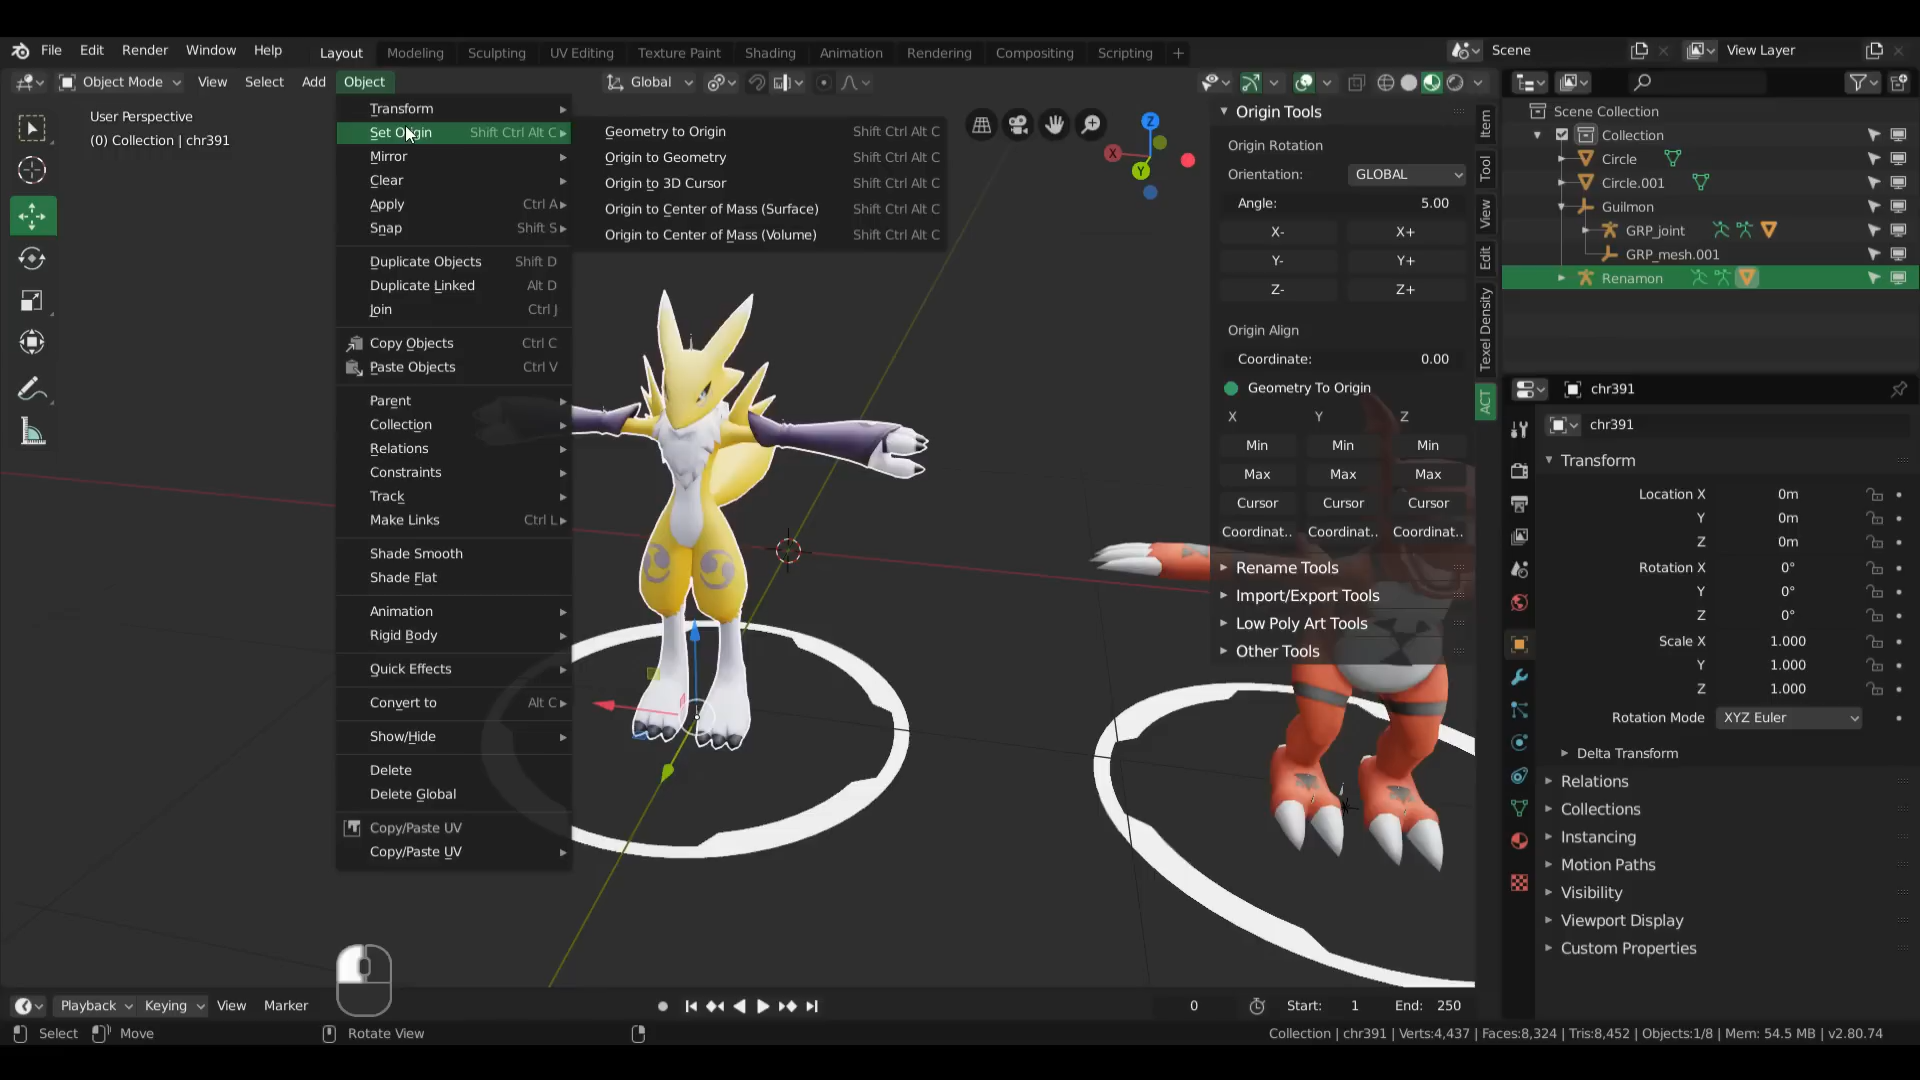 File Edit Render Window Help
Layout Modeling Sculpting UV Editing Texture Paint Shading Animation Rendering Compositing Scripting +
Scene
View Layer
Object Mode View Select Add Object
Global
User Perspective
(0) Collection | chr391
Transform
Set Origin Shift Ctrl Alt C
Mirror
Clear
Apply Ctrl A
Snap Shift S
Duplicate Objects Shift D
Duplicate Linked Alt D
Join Ctrl J
Copy Objects Ctrl C
Paste Objects Ctrl V
Parent
Collection
Relations
Constraints
Track
Make Links Ctrl L
Shade Smooth
Shade Flat
Animation
Rigid Body
Quick Effects
Convert to Alt C
Show/Hide
Delete
Delete Global
Copy/Paste UV
Copy/Paste UV
Geometry to Origin Shift Ctrl Alt C
Origin to Geometry Shift Ctrl Alt C
Origin to 3D Cursor Shift Ctrl Alt C
Origin to Center of Mass (Surface) Shift Ctrl Alt C
Origin to Center of Mass (Volume) Shift Ctrl Alt C
Z
X
Y
Origin Tools
Origin Rotation
Orientation: GLOBAL
Angle: 5.00
X- X+
Y- Y+
Z- Z+
Origin Align
Coordinate: 0.00
Geometry To Origin
X Y Z
Min Min Min
Max Max Max
Cursor Cursor Cursor
Coordinat.. Coordinat.. Coordinat..
Rename Tools
Import/Export Tools
Low Poly Art Tools
Other Tools
Item
Tool
View
Edit
Texel Density
ACT
Scene Collection
Collection
Circle
Circle.001
Guilmon
GRP_joint
GRP_mesh.001
Renamon
chr391
chr391
Transform
Location X 0m
Y 0m
Z 0m
Rotation X 0°
Y 0°
Z 0°
Scale X 1.000
Y 1.000
Z 1.000
Rotation Mode XYZ Euler
Delta Transform
Relations
Collections
Instancing
Motion Paths
Visibility
Viewport Display
Custom Properties
Playback Keying View Marker
0 Start: 1 End: 250
Select Move Rotate View
Collection | chr391 | Verts:4,437 | Faces:8,324 | Tris:8,452 | Objects:1/8 | Mem: 54.5 MB | v2.80.74